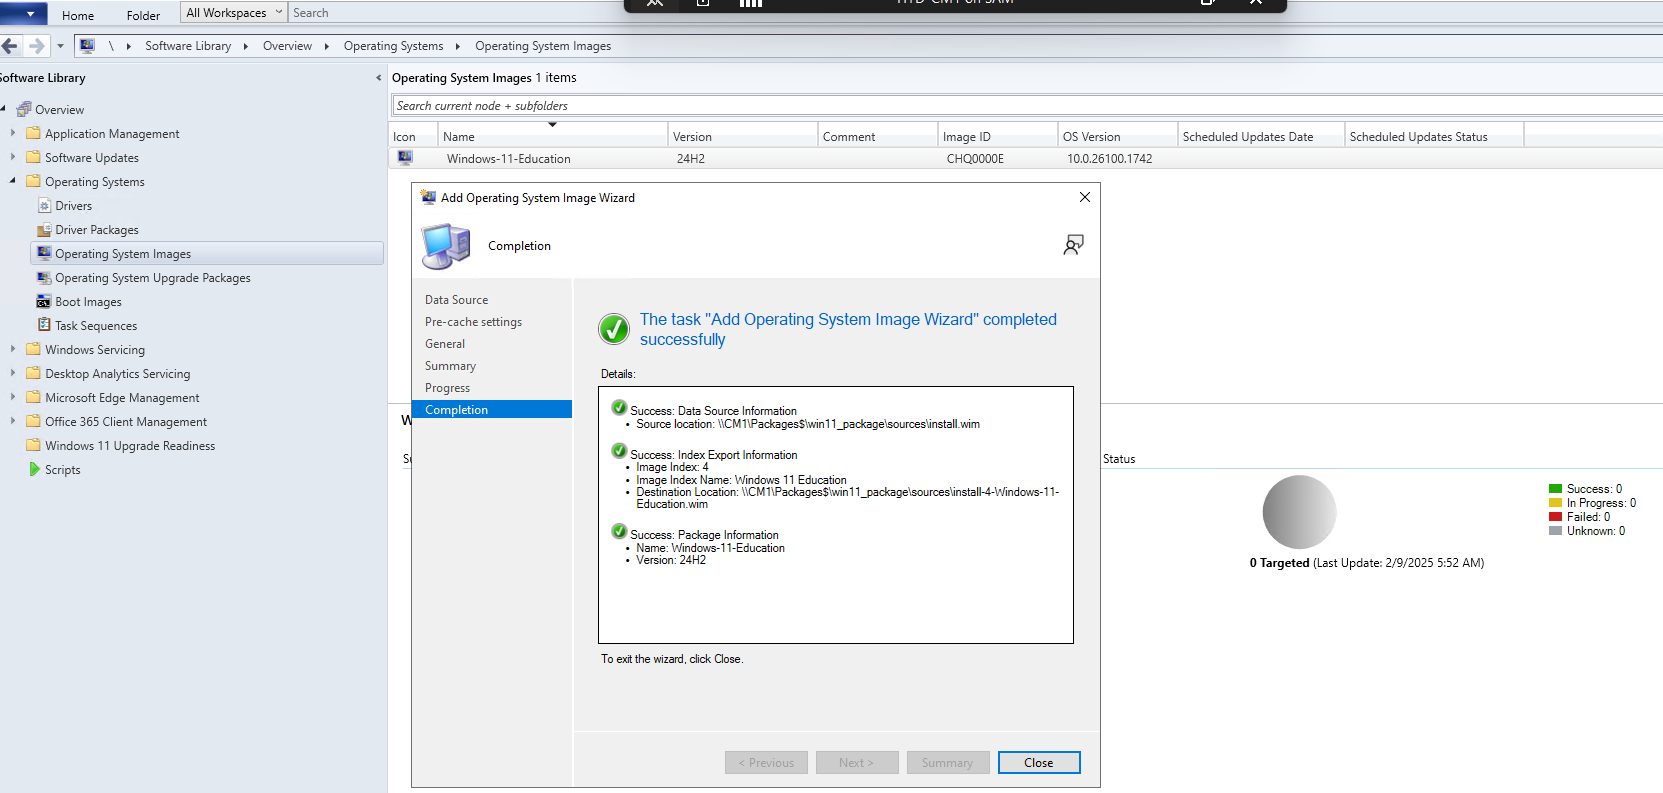 Home
Folder
All Workspaces
Search
\
Software Library
Overview
Operating Systems
Operating System Images
Software Library
Overview
Application Management
Software Updates
Operating Systems
Drivers
Driver Packages
Operating System Images
Operating System Upgrade Packages
Boot Images
Task Sequences
Windows Servicing
Desktop Analytics Servicing
Microsoft Edge Management
Office 365 Client Management
Windows 11 Upgrade Readiness
Scripts
Operating System Images 1 items
Search current node + subfolders
Icon Name Version Comment Image ID OS Version Scheduled Updates Date Scheduled Updates Status
Windows-11-Education 24H2 CHQ0000E 10.0.26100.1742
Add Operating System Image Wizard
Completion
Data Source
Pre-cache settings
General
Summary
Progress
Completion
The task "Add Operating System Image Wizard" completed
successfully
Details:
Success: Data Source Information
• Source location: \\CM1\Packages$\win11_package\sources\install.wim
Success: Index Export Information
• Image Index: 4
• Image Index Name: Windows 11 Education
• Destination Location: \\CM1\Packages$\win11_package\sources\install-4-Windows-11-
Education.wim
Success: Package Information
• Name: Windows-11-Education
• Version: 24H2
To exit the wizard, click Close.
< Previous
Next >
Summary
Close
Status
Success: 0
In Progress: 0
Failed: 0
Unknown: 0
0 Targeted (Last Update: 2/9/2025 5:52 AM)